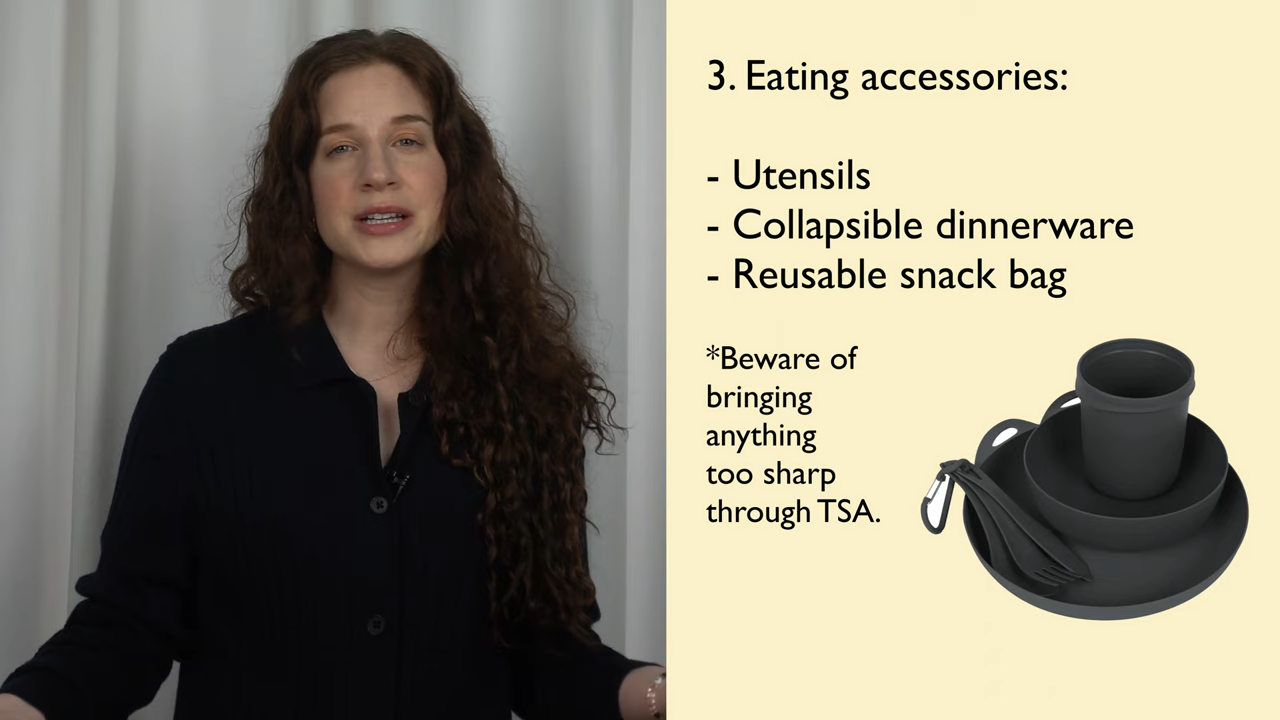 3. Eating accessories:
- Utensils
- Collapsible dinnerware
- Reusable snack bag
*Beware of
bringing
anything
too sharp
through TSA.